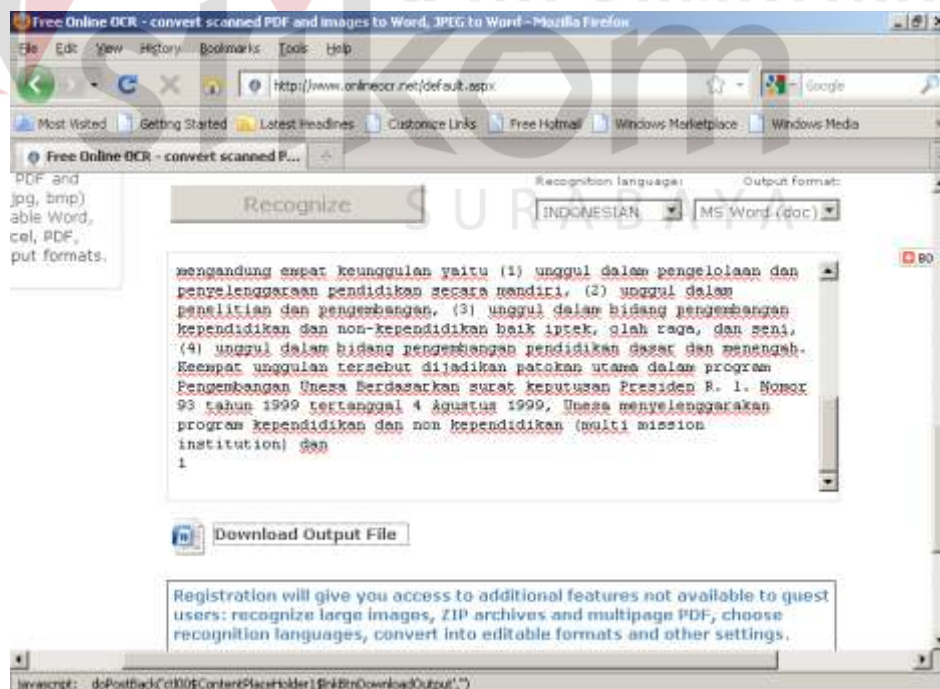 Free Online OCR - convert scanned PDF and images to Word, JPEG to Word - Mozilla Firefox
File Edit View History Bookmarks Tools Help
http://www.onlineocr.net/default.aspx
Google
Most Visited Getting Started Latest Headlines Customize Links Free Hotmail Windows Marketplace Windows Media
Free Online OCR - convert scanned P...
stikom
SURABAYA
PDF and
jpg, bmp)
able Word,
cel, PDF,
put formats.
Recognize
Recognition language: Output format:
INDONESIAN MS Word (doc)
mengandung empat keunggulan yaitu (1) unggul dalam pengelolaan dan
penyelenggaraan pendidikan secara mandiri, (2) unggul dalam
penelitian dan pengembangan, (3) unggul dalam bidang pengembangan
kependidikan dan non-kependidikan baik iptek, olah raga, dan seni,
(4) unggul dalam bidang pengembangan pendidikan dasar dan menengah.
Keempat unggulan tersebut dijadikan patokan utama dalam program
Pengembangan Unesa Berdasarkan surat keputusan Presiden R. l. Nomor
93 tahun 1999 tertanggal 4 Agustus 1999, Unesa menyelenggarakan
program kependidikan dan non kependidikan (multi mission
institution) dan
1
Download Output File
Registration will give you access to additional features not available to guest
users: recognize large images, ZIP archives and multipage PDF, choose
recognition languages, convert into editable formats and other settings.